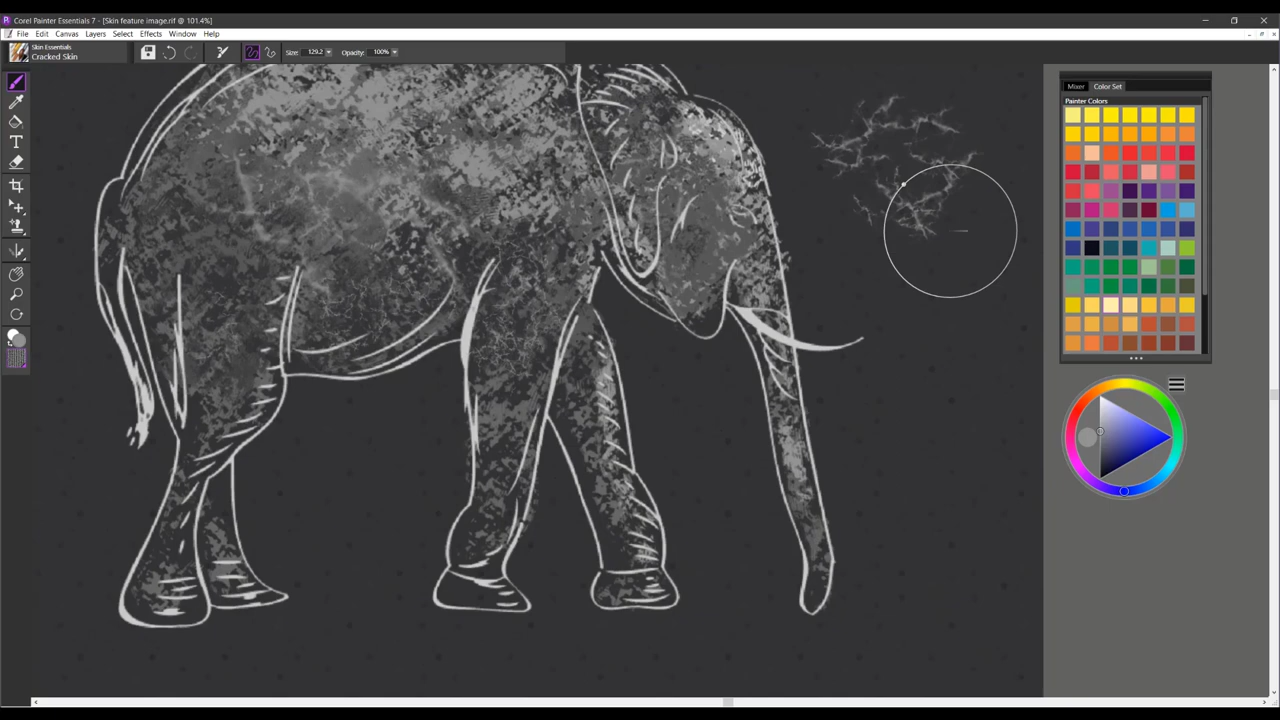 Corel Painter Essentials 7 - [Skin feature image.rif @ 101.4%]
File Edit Canvas Layers Select Effects Window Help
Skin Essentials
Cracked Skin
Size: 129.2 Opacity: 100%
Mixer Color Set
Painter Colors